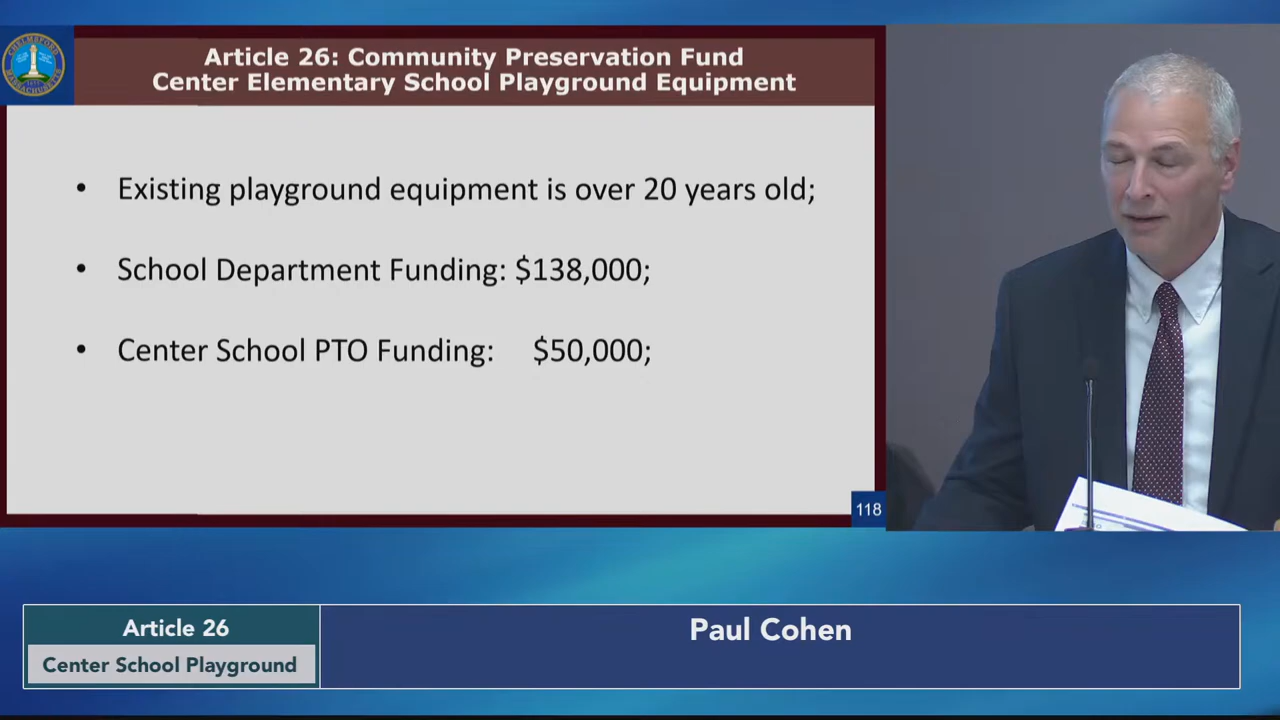 Article 26: Community Preservation Fund
Center Elementary School Playground Equipment
• Existing playground equipment is over 20 years old;
• School Department Funding: $138,000;
• Center School PTO Funding: $50,000;
118
Article 26
Center School Playground
Paul Cohen